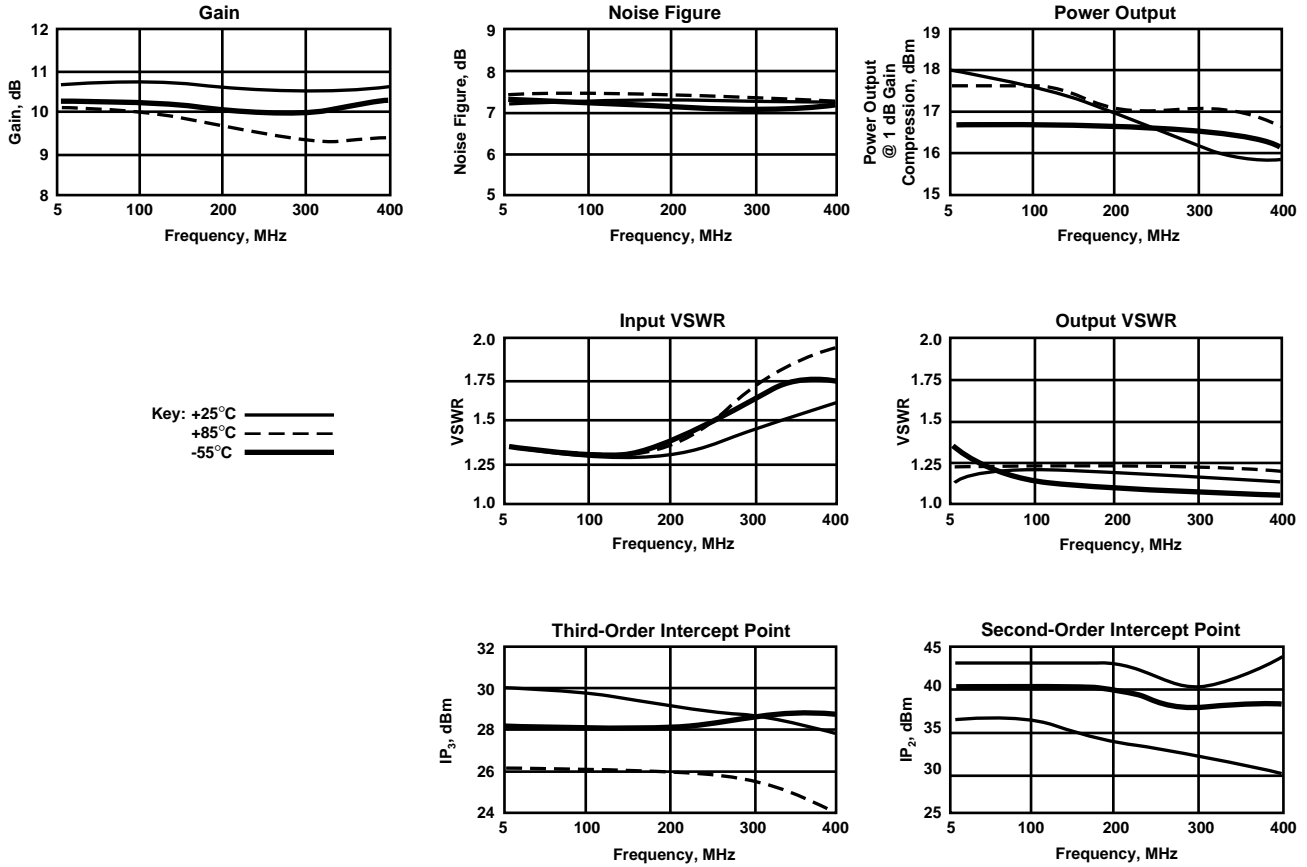 Gain
Gain, dB
12
11
10
9
8
5 100 200 300 400
Frequency, MHz
Noise Figure
Noise Figure, dB
9
8
7
6
5
5 100 200 300 400
Frequency, MHz
Power Output
Power Output
@ 1 dB Gain
Compression, dBm
19
18
17
16
15
5 100 200 300 400
Frequency, MHz
Key: +25°C
+85°C
-55°C
Input VSWR
VSWR
2.0
1.75
1.5
1.25
1.0
5 100 200 300 400
Frequency, MHz
Output VSWR
VSWR
2.0
1.75
1.5
1.25
1.0
5 100 200 300 400
Frequency, MHz
Third-Order Intercept Point
IP3, dBm
32
30
28
26
24
5 100 200 300 400
Frequency, MHz
Second-Order Intercept Point
IP2, dBm
45
40
35
30
25
5 100 200 300 400
Frequency, MHz